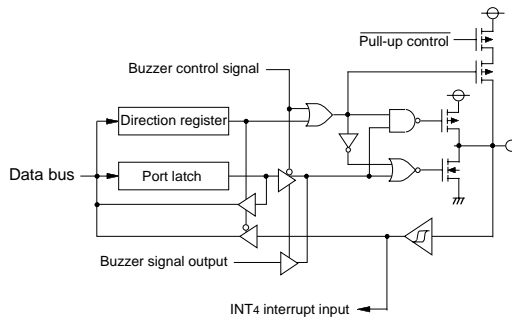 Pull-up control
Buzzer control signal
Direction register
Data bus
Port latch
Buzzer signal output
INT4 interrupt input